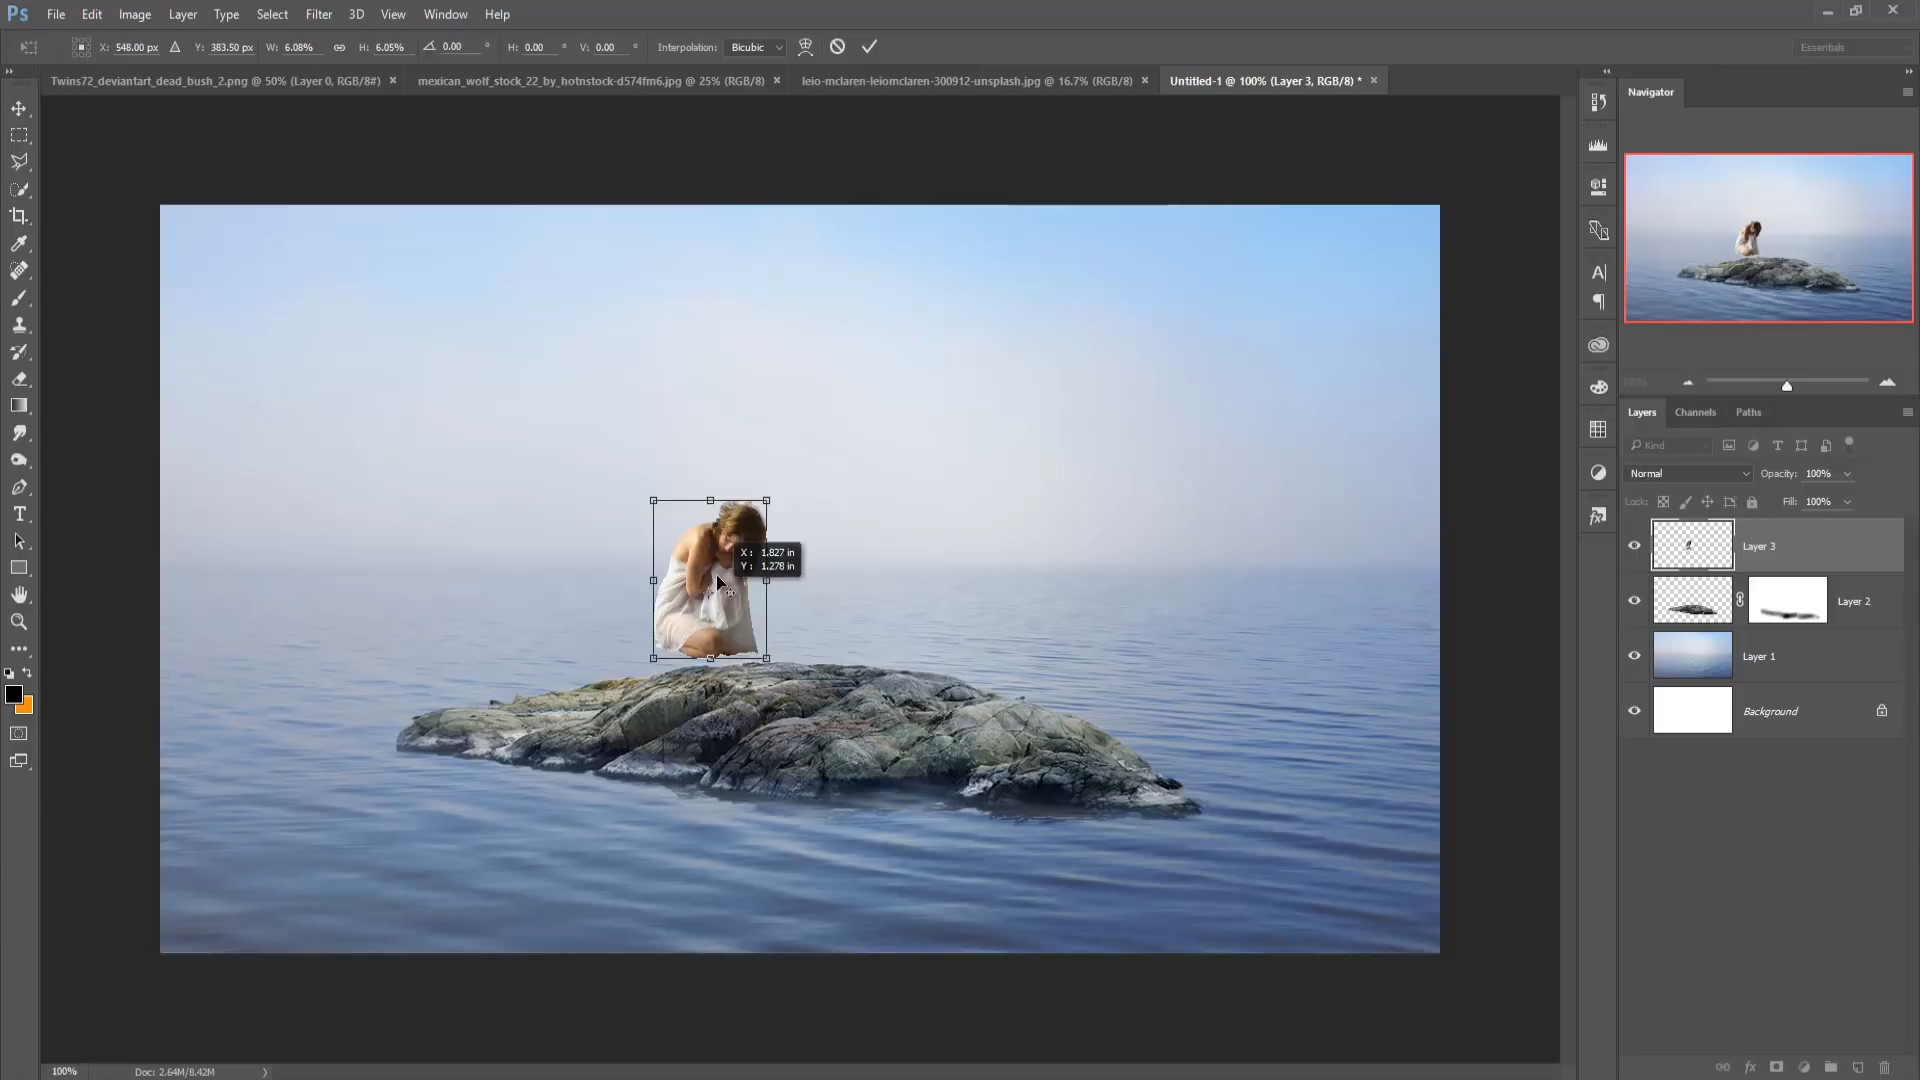 Ps File Edit Image Layer Type Select Filter 3D View Window Help
X: 548.00 px Y: 383.50 px W: 6.08% H: 6.05% 0.00 ° H: 0.00 ° V: 0.00 ° Interpolation: Bicubic Essentials
Twins72_deviantart_dead_bush_2.png @ 50% (Layer 0, RGB/8#) × mexican_wolf_stock_22_by_hotnstock-d574fm6.jpg @ 25% (RGB/8) × leio-mclaren-leiomclaren-300912-unsplash.jpg @ 16.7% (RGB/8) × Untitled-1 @ 100% (Layer 3, RGB/8) * ×
Navigator
X : 1.827 in
Y : 1.278 in
Layers Channels Paths
Kind
Normal Opacity: 100%
Lock: Fill: 100%
Layer 3
Layer 2
Layer 1
Background
100% Doc: 2.64M/8.42M